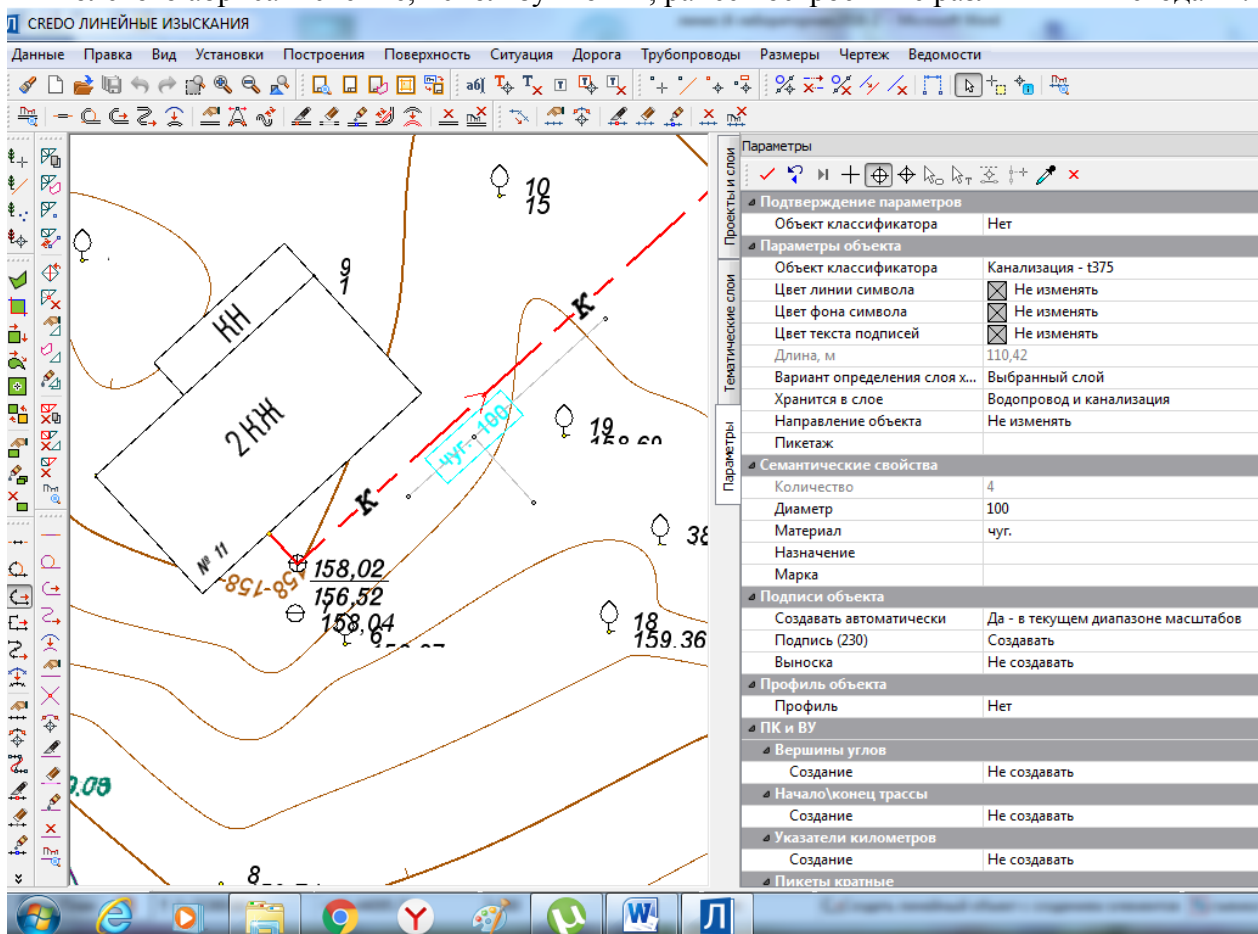 CREDO ЛИНЕЙНЫЕ ИЗЫСКАНИЯ
Данные Правка Вид Установки Построения Поверхность Ситуация Дорога Трубопроводы Размеры Чертеж Ведомости
Параметры
Проекты и слои
Тематические слои
Параметры
Подтверждение параметров
Объект классификатора Нет
Параметры объекта
Объект классификатора Канализация - t375
Цвет линии символа Не изменять
Цвет фона символа Не изменять
Цвет текста подписей Не изменять
Длина, м 110,42
Вариант определения слоя х... Выбранный слой
Хранится в слое Водопровод и канализация
Направление объекта Не изменять
Пикетаж
Семантические свойства
Количество 4
Диаметр 100
Материал чуг.
Назначение
Марка
Подписи объекта
Создавать автоматически Да - в текущем диапазоне масштабов
Подпись (230) Создавать
Выноска Не создавать
Профиль объекта
Профиль Нет
ПК и ВУ
Вершины углов
Создание Не создавать
Начало\конец трассы
Создание Не создавать
Указатели километров
Создание Не создавать
Пикеты кратные
10
15
9
1
КН
К
2КЖ
чуг. 100
19
К
38
№ 11
158,02
156,52
158,04
6
18
159.36
8